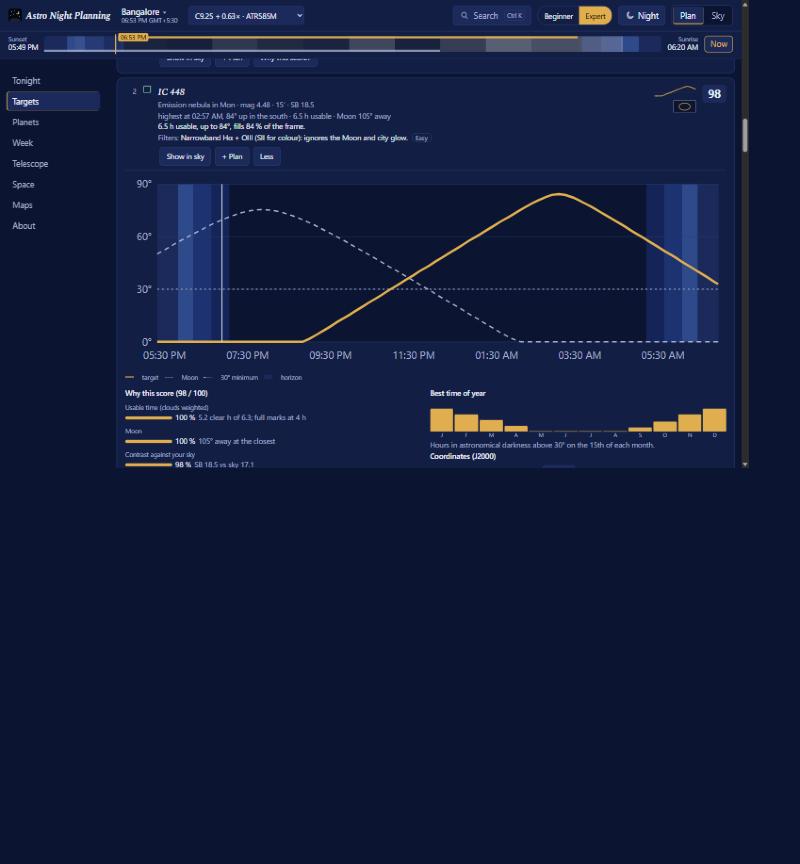 Astro Night Planning
Bangalore
06:53 PM GMT+5:30
C9.25 + 0.63× · ATR585M
Search Ctrl K
Beginner Expert
Night
Plan Sky
Sunset
05:49 PM
06:53 PM
Sunrise
06:20 AM
Now
Tonight
Targets
Planets
Week
Telescope
Space
Maps
About
Show in sky + Plan Why this score?
2 IC 448
98
Emission nebula in Mon · mag 4.48 · 15′ · SB 18.5
highest at 02:57 AM, 84° up in the south · 6.5 h usable · Moon 105° away
6.5 h usable, up to 84°, fills 84 % of the frame.
Filters: Narrowband Hα + OIII (SII for colour): ignores the Moon and city glow. Easy
Show in sky + Plan Less
90°
60°
30°
0°
05:30 PM 07:30 PM 09:30 PM 11:30 PM 01:30 AM 03:30 AM 05:30 AM
target Moon 30° minimum horizon
Why this score (98 / 100)
Usable time (clouds weighted)
100 % 5.2 clear h of 6.3; full marks at 4 h
Moon
100 % 105° away at the closest
Contrast against your sky
98 % SB 18.5 vs sky 17.1
Best time of year
J F M A M J J A S O N D
Hours in astronomical darkness above 30° on the 15th of each month.
Coordinates (J2000)